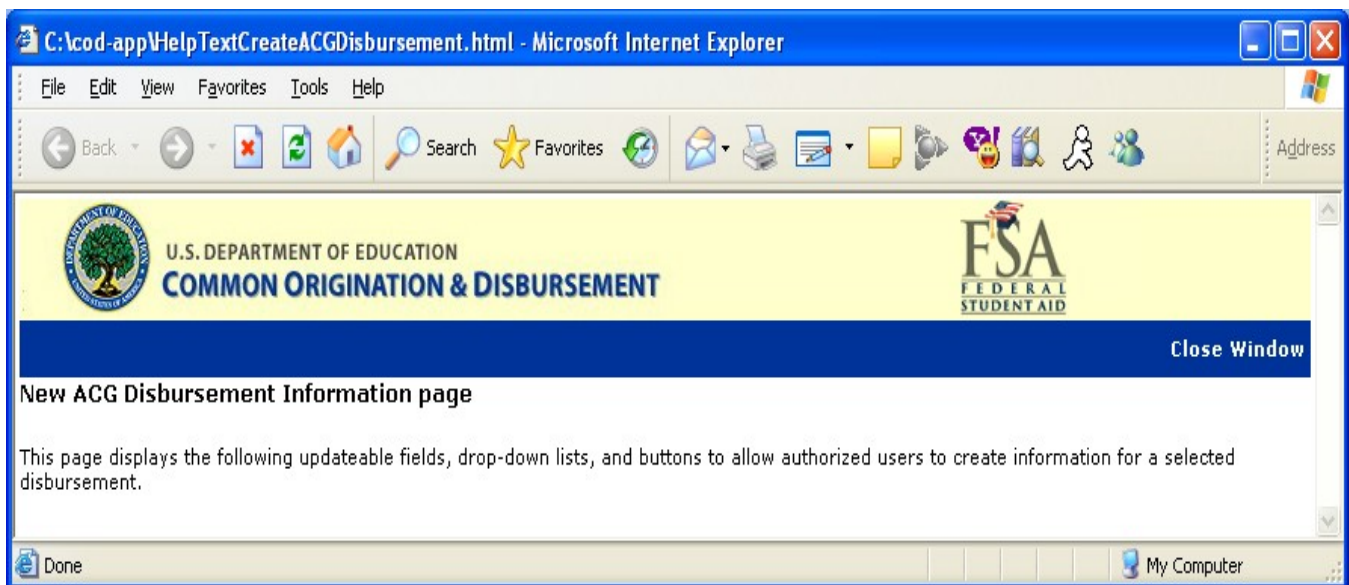 C:\cod-app\HelpTextCreateACGDisbursement.html - Microsoft Internet Explorer
File Edit View Favorites Tools Help
Back Search Favorites Address
U.S. DEPARTMENT OF EDUCATION
COMMON ORIGINATION & DISBURSEMENT
FSA
FEDERAL
STUDENT AID
Close Window
New ACG Disbursement Information page
This page displays the following updateable fields, drop-down lists, and buttons to allow authorized users to create information for a selected
disbursement.
Done My Computer